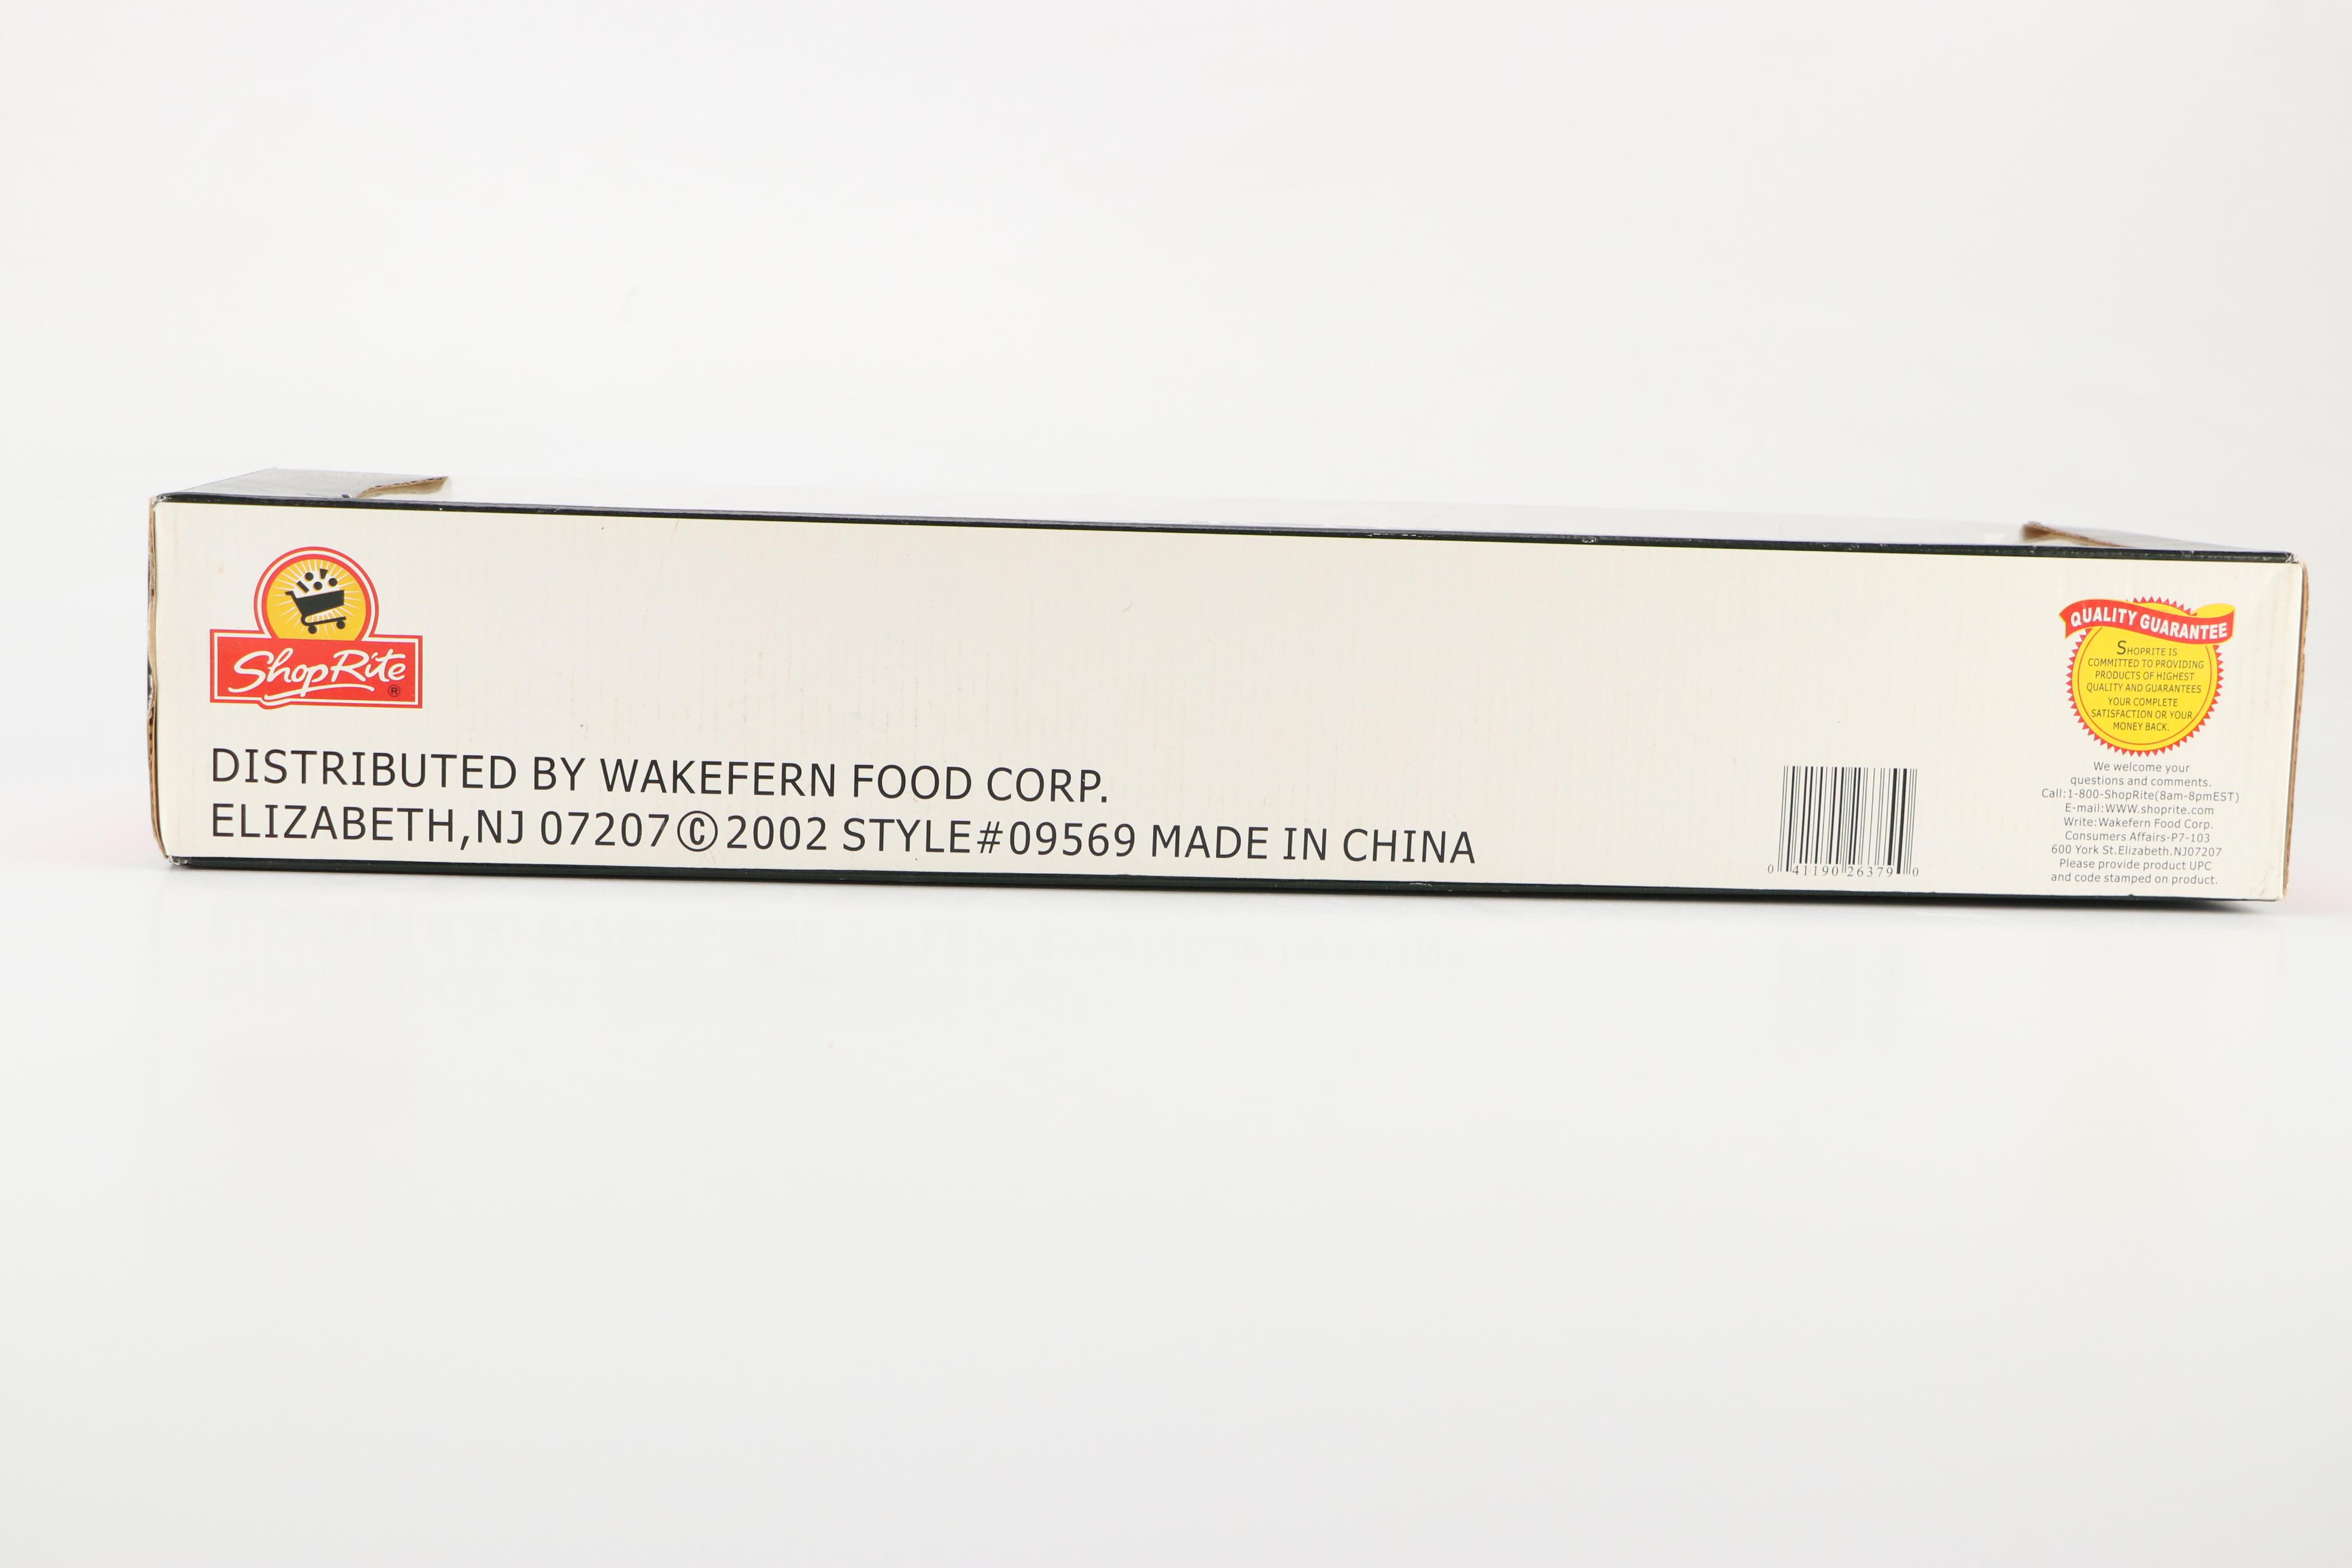 ShopRite®
DISTRIBUTED BY WAKEFERN FOOD CORP.
ELIZABETH,NJ 07207©2002 STYLE#09569 MADE IN CHINA
0 41190 26379 0
QUALITY GUARANTEE
SHOPRITE IS
COMMITTED TO PROVIDING
PRODUCTS OF HIGHEST
QUALITY AND GUARANTEES
YOUR COMPLETE
SATISFACTION OR YOUR
MONEY BACK.
We welcome your
questions and comments.
Call:1-800-ShopRite(8am-8pmEST)
E-mail:WWW.shoprite.com
Write:Wakefern Food Corp.
Consumers Affairs-P7-103
600 York St.Elizabeth.NJ07207
Please provide product UPC
and code stamped on product.